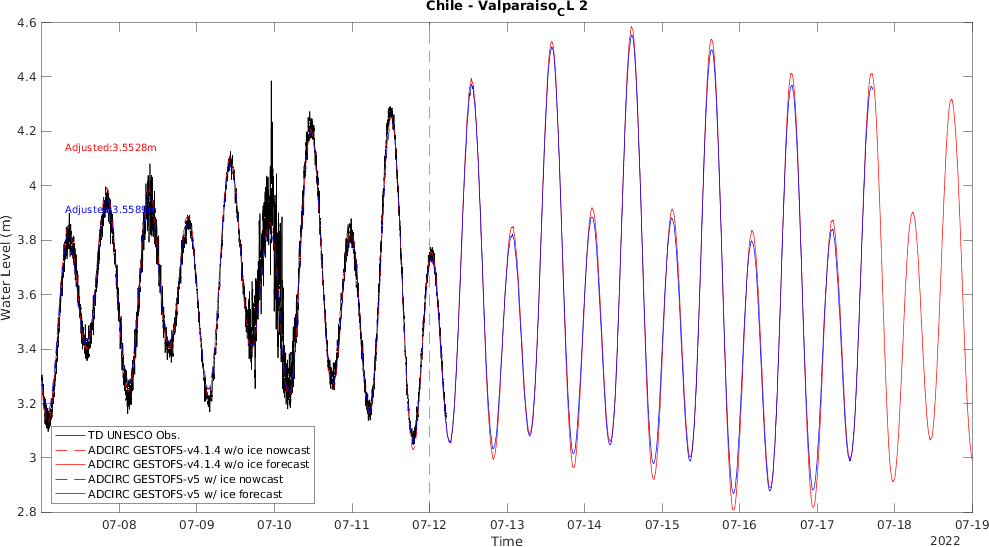 Chile - Valparaiso_CL 2
Water Level (m)
4.6
4.4
4.2
4
3.8
3.6
3.4
3.2
3
2.8
Adjusted:3.5528m
Adjusted:3.5589m
TD UNESCO Obs.
ADCIRC GESTOFS-v4.1.4 w/o ice nowcast
ADCIRC GESTOFS-v4.1.4 w/o ice forecast
ADCIRC GESTOFS-v5 w/ ice nowcast
ADCIRC GESTOFS-v5 w/ ice forecast
07-08 07-09 07-10 07-11 07-12 07-13 07-14 07-15 07-16 07-17 07-18 07-19
Time
2022